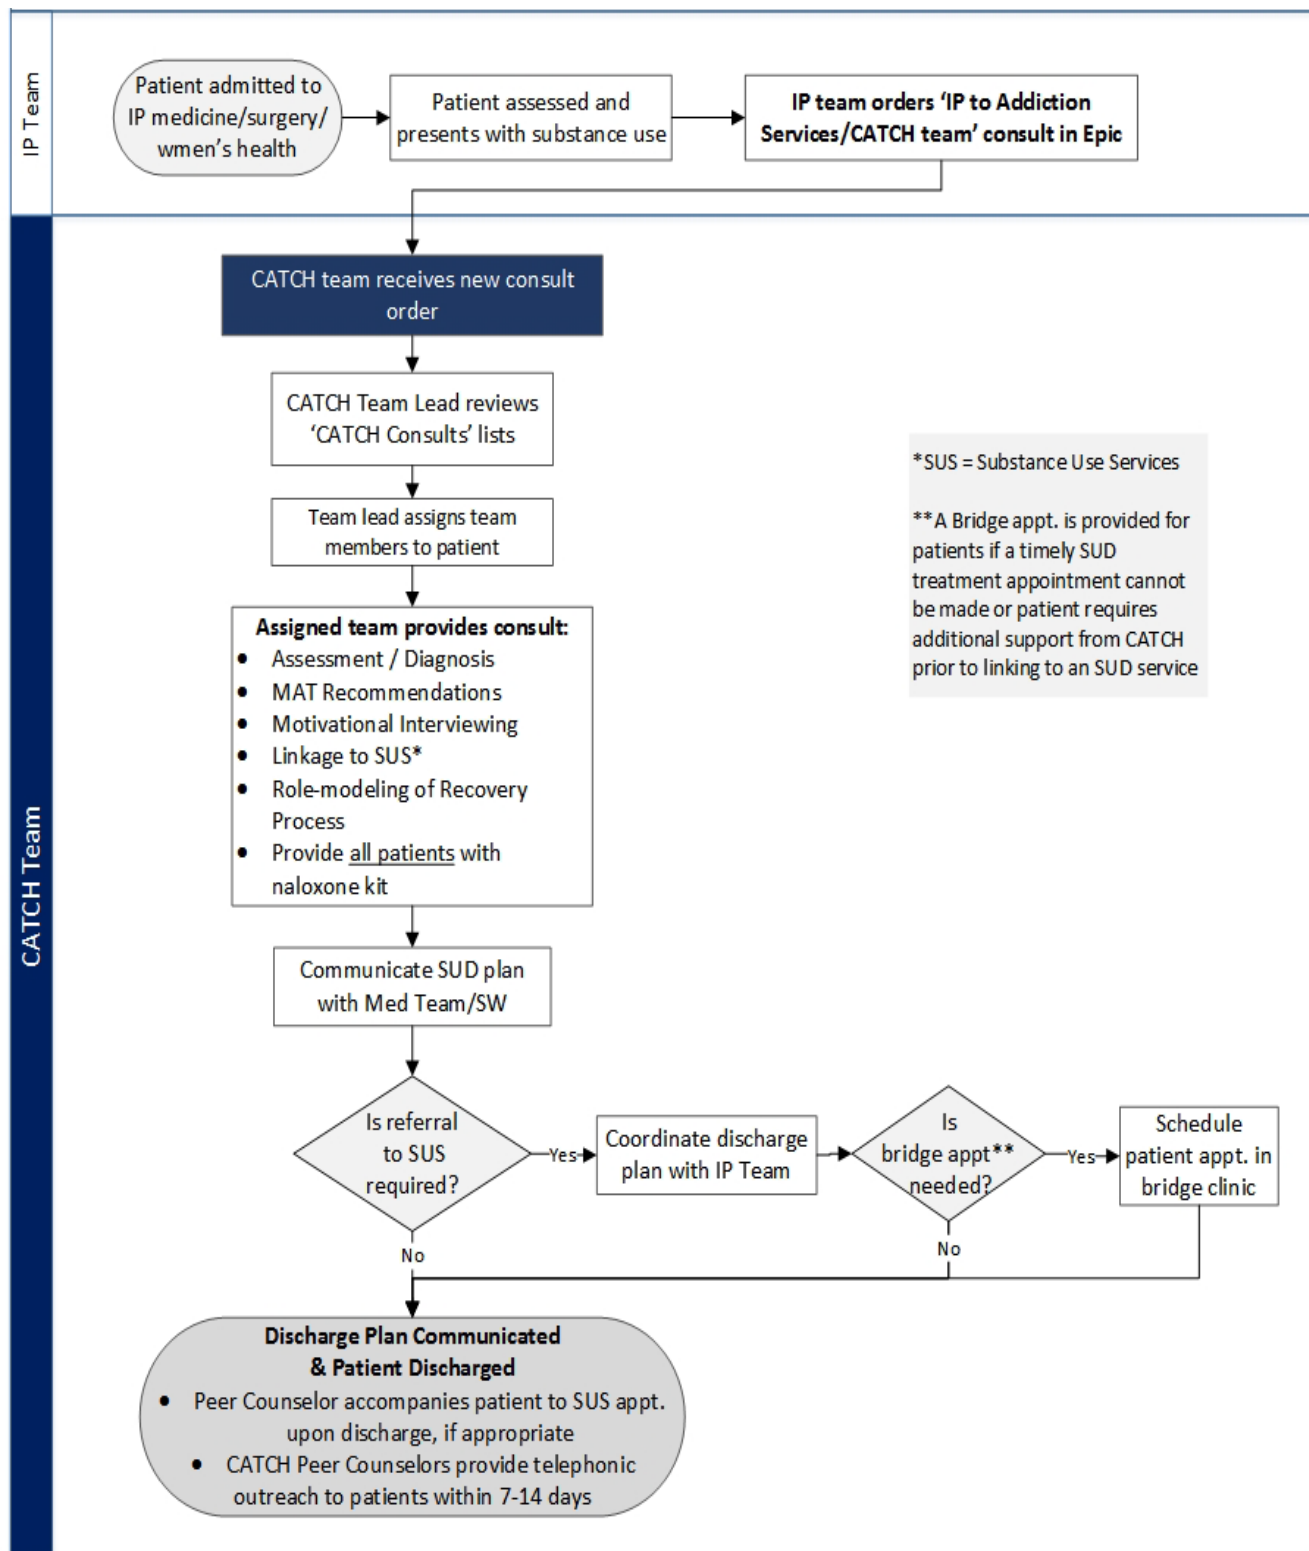 IP Team
Patient admitted to
IP medicine/surgery/
wmen's health
Patient assessed and
presents with substance use
IP team orders ‘IP to Addiction
Services/CATCH team’ consult in Epic
CATCH Team
CATCH team receives new consult
order
CATCH Team Lead reviews
‘CATCH Consults’ lists
Team lead assigns team
members to patient
*SUS = Substance Use Services
**A Bridge appt. is provided for
patients if a timely SUD
treatment appointment cannot
be made or patient requires
additional support from CATCH
prior to linking to an SUD service
Assigned team provides consult:
• Assessment / Diagnosis
• MAT Recommendations
• Motivational Interviewing
• Linkage to SUS*
• Role-modeling of Recovery
Process
• Provide all patients with
naloxone kit
Communicate SUD plan
with Med Team/SW
Is referral
to SUS
required?
Yes
Coordinate discharge
plan with IP Team
Is
bridge appt**
needed?
Yes
Schedule
patient appt. in
bridge clinic
No
No
Discharge Plan Communicated
& Patient Discharged
• Peer Counselor accompanies patient to SUS appt.
upon discharge, if appropriate
• CATCH Peer Counselors provide telephonic
outreach to patients within 7-14 days